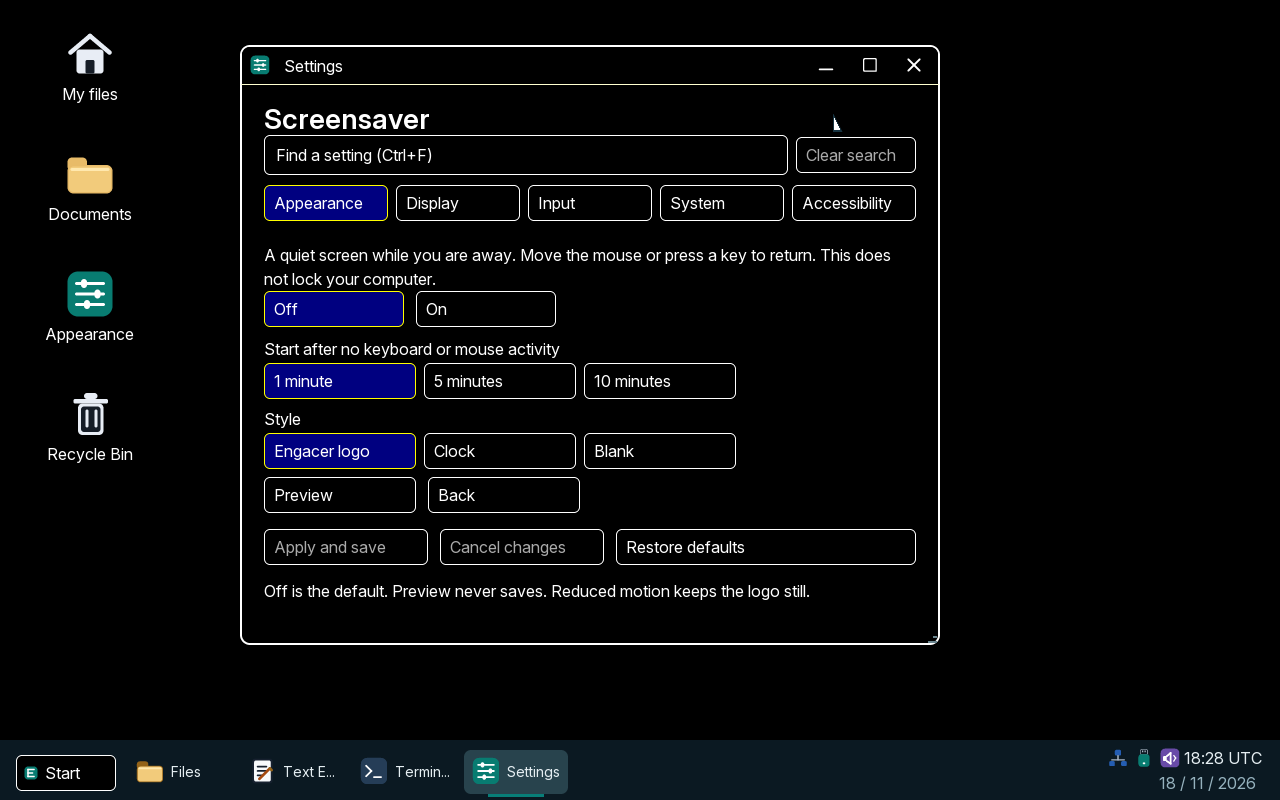 My files
Documents
Appearance
Recycle Bin
Settings
Screensaver
Find a setting (Ctrl+F)
Clear search
Appearance
Display
Input
System
Accessibility
A quiet screen while you are away. Move the mouse or press a key to return. This does
not lock your computer.
Off
On
Start after no keyboard or mouse activity
1 minute
5 minutes
10 minutes
Style
Engacer logo
Clock
Blank
Preview
Back
Apply and save
Cancel changes
Restore defaults
Off is the default. Preview never saves. Reduced motion keeps the logo still.
E
Start
Files
Text E...
Termin...
Settings
18:28 UTC
18 / 11 / 2026